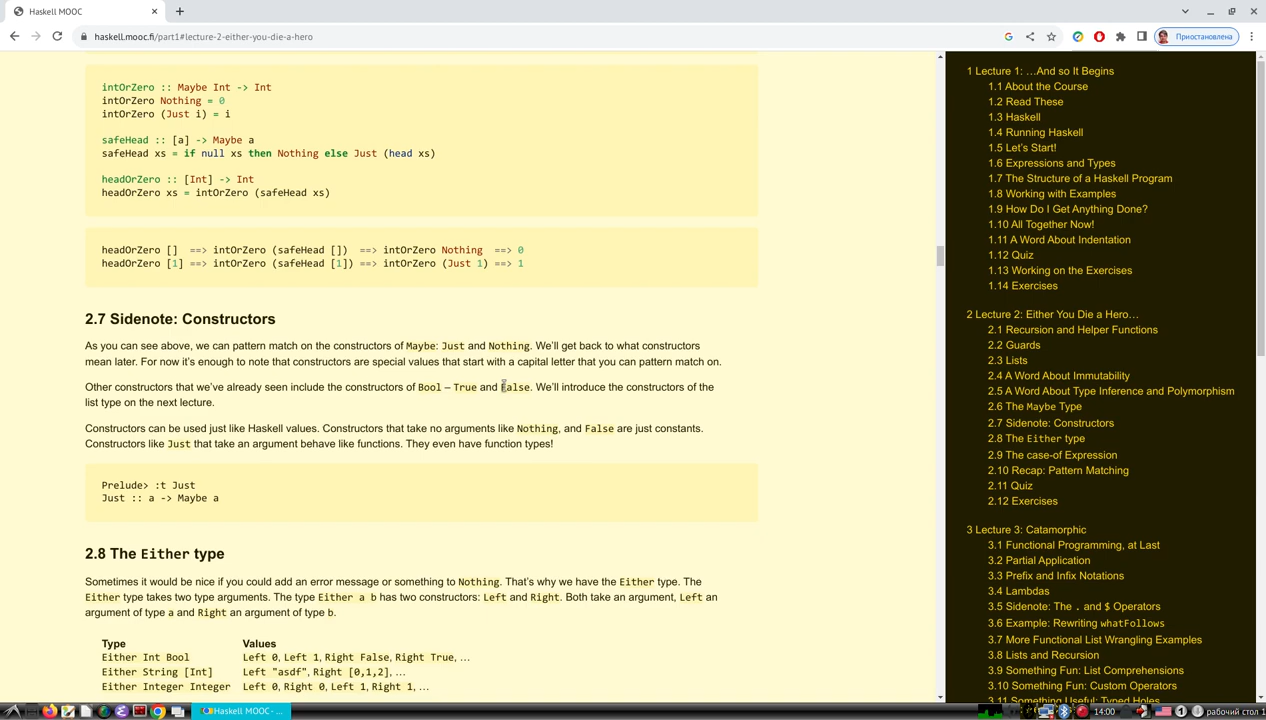 Haskell MOOC
haskell.mooc.fi/part1#lecture-2-either-you-die-a-hero
Приостановлена
intOrZero :: Maybe Int -> Int
intOrZero Nothing = 0
intOrZero (Just i) = i
safeHead :: [a] -> Maybe a
safeHead xs = if null xs then Nothing else Just (head xs)
headOrZero :: [Int] -> Int
headOrZero xs = intOrZero (safeHead xs)
headOrZero []  ==> intOrZero (safeHead [])  ==> intOrZero Nothing  ==> 0
headOrZero [1] ==> intOrZero (safeHead [1]) ==> intOrZero (Just 1) ==> 1
2.7 Sidenote: Constructors
As you can see above, we can pattern match on the constructors of Maybe: Just and Nothing. We’ll get back to what constructors
mean later. For now it’s enough to note that constructors are special values that start with a capital letter that you can pattern match on.
Other constructors that we’ve already seen include the constructors of Bool – True and False. We’ll introduce the constructors of the
list type on the next lecture.
Constructors can be used just like Haskell values. Constructors that take no arguments like Nothing, and False are just constants.
Constructors like Just that take an argument behave like functions. They even have function types!
Prelude> :t Just
Just :: a -> Maybe a
2.8 The Either type
Sometimes it would be nice if you could add an error message or something to Nothing. That’s why we have the Either type. The
Either type takes two type arguments. The type Either a b has two constructors: Left and Right. Both take an argument, Left an
argument of type a and Right an argument of type b.
Type Values
Either Int Bool Left 0, Left 1, Right False, Right True, …
Either String [Int] Left "asdf", Right [0,1,2], …
Either Integer Integer Left 0, Right 0, Left 1, Right 1, …
1 Lecture 1: …And so It Begins
1.1 About the Course
1.2 Read These
1.3 Haskell
1.4 Running Haskell
1.5 Let’s Start!
1.6 Expressions and Types
1.7 The Structure of a Haskell Program
1.8 Working with Examples
1.9 How Do I Get Anything Done?
1.10 All Together Now!
1.11 A Word About Indentation
1.12 Quiz
1.13 Working on the Exercises
1.14 Exercises
2 Lecture 2: Either You Die a Hero…
2.1 Recursion and Helper Functions
2.2 Guards
2.3 Lists
2.4 A Word About Immutability
2.5 A Word About Type Inference and Polymorphism
2.6 The Maybe Type
2.7 Sidenote: Constructors
2.8 The Either type
2.9 The case-of Expression
2.10 Recap: Pattern Matching
2.11 Quiz
2.12 Exercises
3 Lecture 3: Catamorphic
3.1 Functional Programming, at Last
3.2 Partial Application
3.3 Prefix and Infix Notations
3.4 Lambdas
3.5 Sidenote: The . and $ Operators
3.6 Example: Rewriting whatFollows
3.7 More Functional List Wrangling Examples
3.8 Lists and Recursion
3.9 Something Fun: List Comprehensions
3.10 Something Fun: Custom Operators
3.11 Something Useful: Typed Holes
Haskell MOOC-
14:00
1
рабочий стол 1